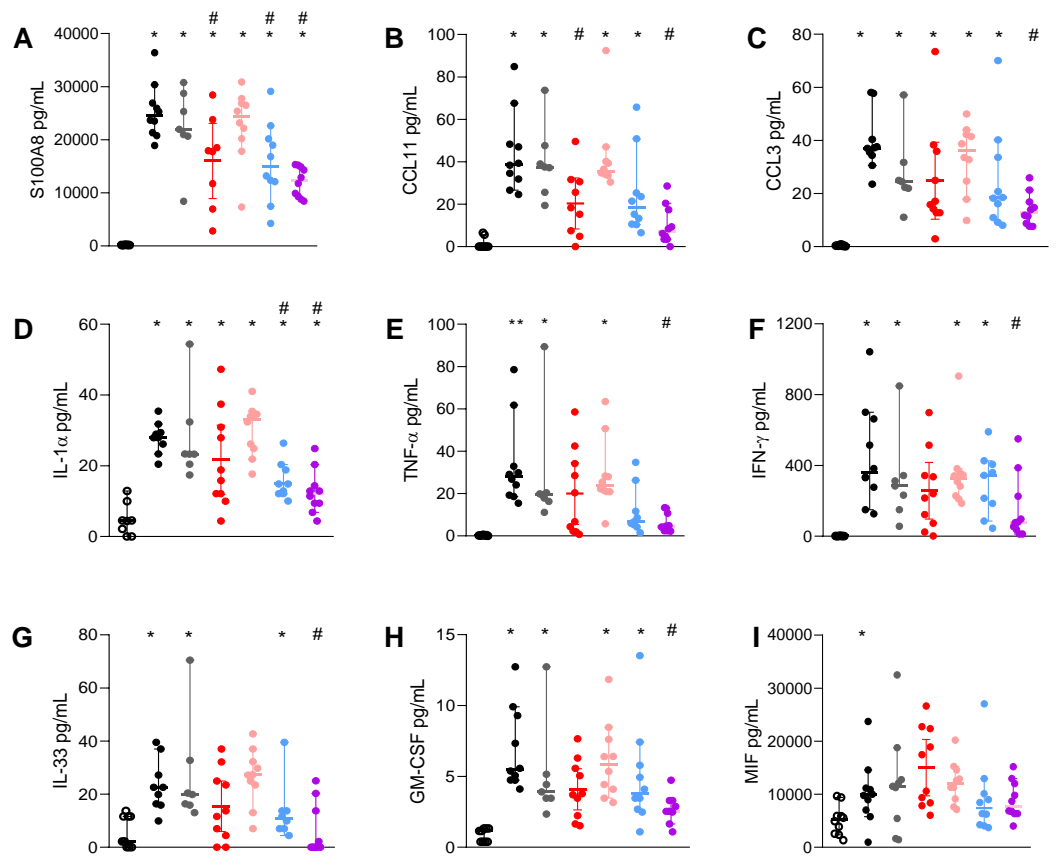 A
S100A8 pg/mL
40000
30000
20000
10000
0
* * * * * *
# # #
B
CCL11 pg/mL
100
80
60
40
20
0
* * # * * #
C
CCL3 pg/mL
80
60
40
20
0
* * * * * #
D
IL-1α pg/mL
60
40
20
0
# #
* * * * * *
E
TNF-α pg/mL
100
80
60
40
20
0
** * * #
F
IFN-γ pg/mL
1200
800
400
0
* * * * #
G
IL-33 pg/mL
80
60
40
20
0
* * * #
H
GM-CSF pg/mL
15
10
5
0
* * * * #
I
MIF pg/mL
40000
30000
20000
10000
0
*